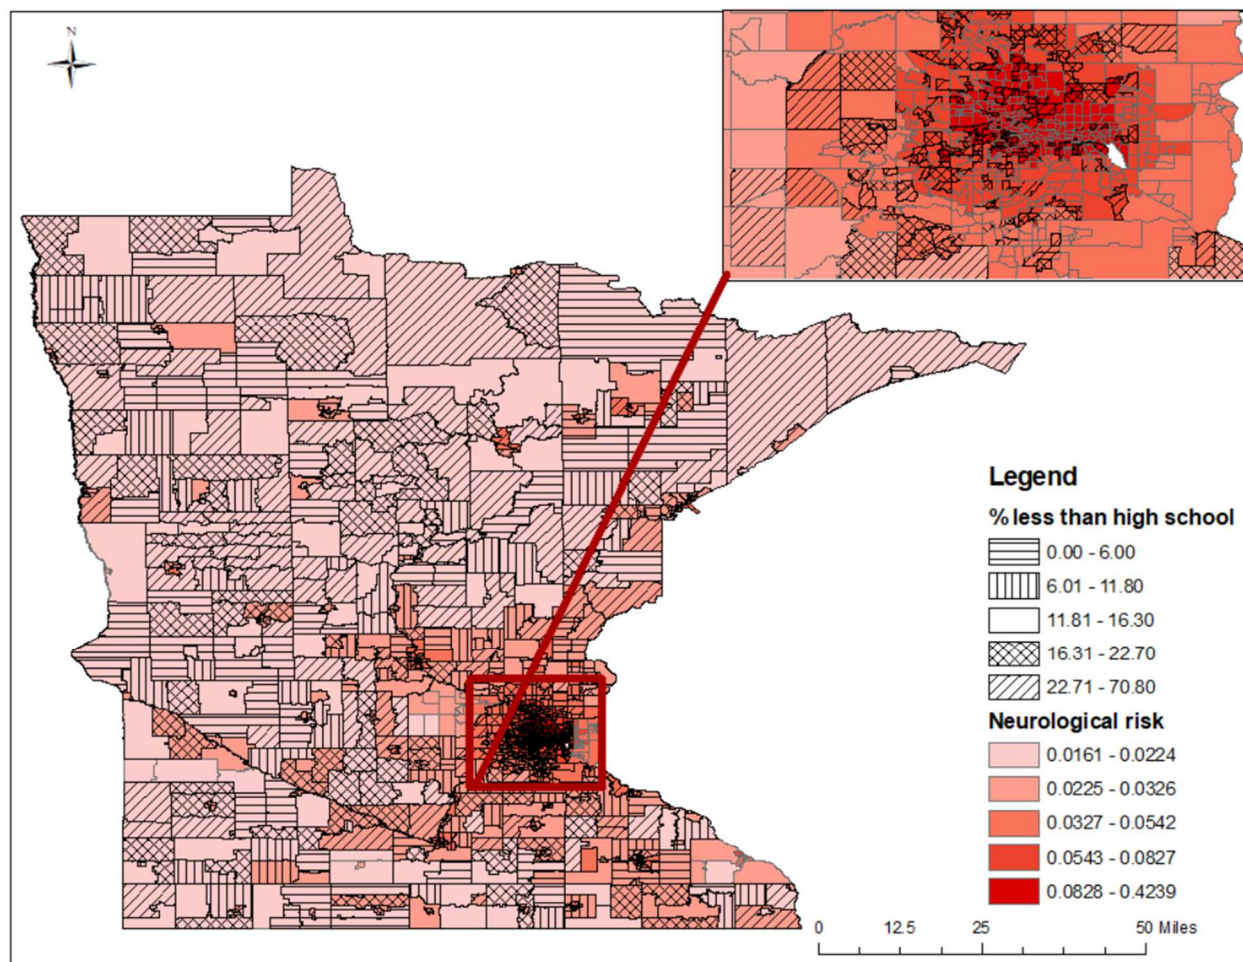 N
Legend
% less than high school
0.00 - 6.00
6.01 - 11.80
11.81 - 16.30
16.31 - 22.70
22.71 - 70.80
Neurological risk
0.0161 - 0.0224
0.0225 - 0.0326
0.0327 - 0.0542
0.0543 - 0.0827
0.0828 - 0.4239
0 12.5 25 50 Miles